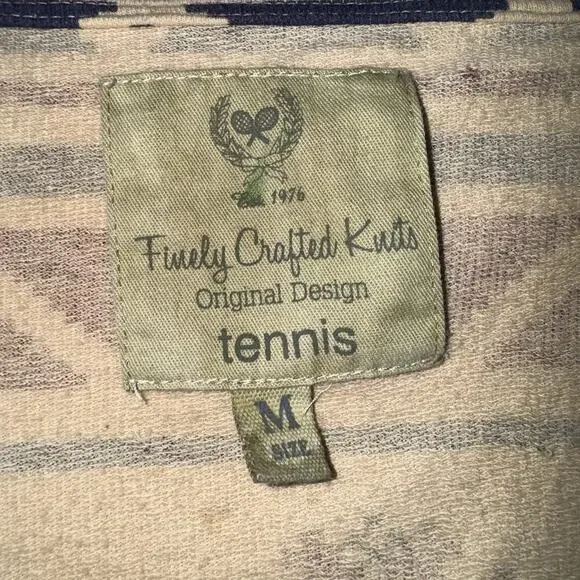 Est. 1976
Finely Crafted Knits
Original Design
tennis
M
SIZE